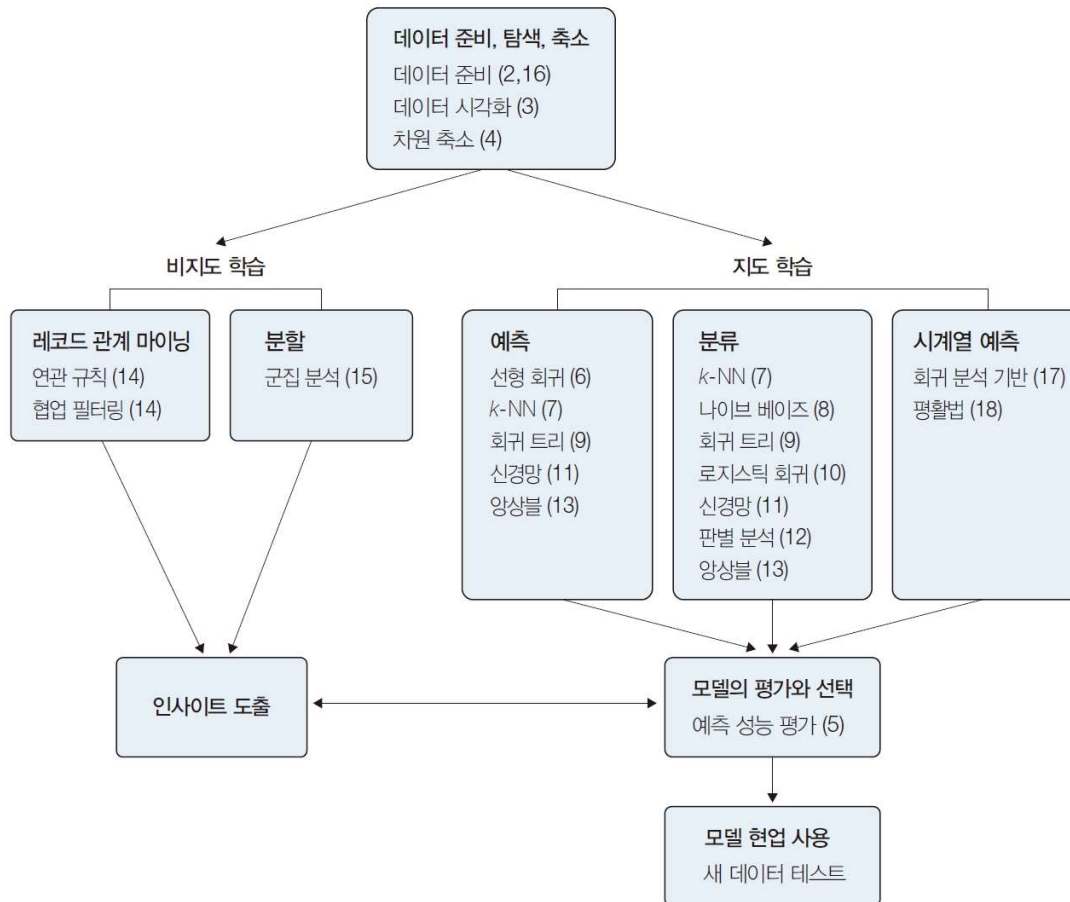 데이터 준비, 탐색, 축소
데이터 준비 (2,16)
데이터 시각화 (3)
차원 축소 (4)
비지도 학습
지도 학습
레코드 관계 마이닝
연관 규칙 (14)
협업 필터링 (14)
분할
군집 분석 (15)
예측
선형 회귀 (6)
k-NN (7)
회귀 트리 (9)
신경망 (11)
앙상블 (13)
분류
k-NN (7)
나이브 베이즈 (8)
회귀 트리 (9)
로지스틱 회귀 (10)
신경망 (11)
판별 분석 (12)
앙상블 (13)
시계열 예측
회귀 분석 기반 (17)
평활법 (18)
인사이트 도출
모델의 평가와 선택
예측 성능 평가 (5)
모델 현업 사용
새 데이터 테스트